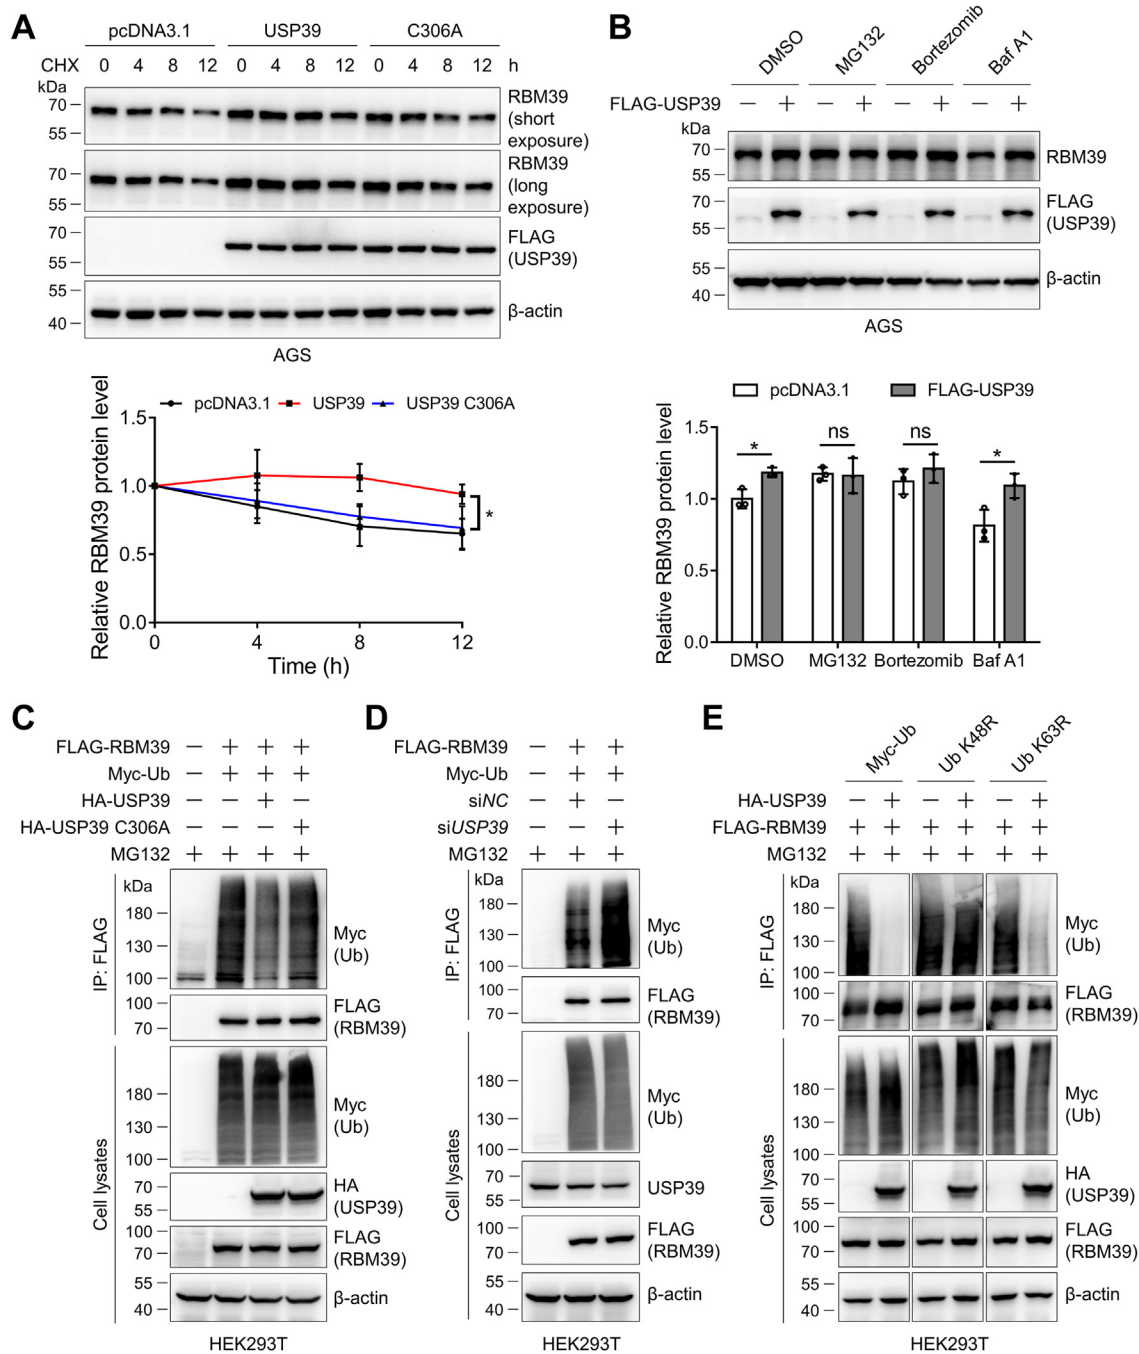 A
pcDNA3.1 USP39 C306A
CHX 0 4 8 12 0 4 8 12 0 4 8 12 h
kDa
70
55
RBM39
(short
exposure)
70
55
RBM39
(long
exposure)
70
55
FLAG
(USP39)
55
40
β-actin
AGS
pcDNA3.1 USP39 USP39 C306A
Relative RBM39 protein level
1.5
1.0
0.5
0.0
*
0 4 8 12
Time (h)
B
DMSO MG132 Bortezomib Baf A1
FLAG-USP39 — + — + — + — +
kDa
70
55
RBM39
70
55
FLAG
(USP39)
55
40
β-actin
AGS
pcDNA3.1 FLAG-USP39
Relative RBM39 protein level
1.5
1.0
0.5
0.0
* ns ns *
DMSO MG132 Bortezomib Baf A1
C
FLAG-RBM39 — + + +
Myc-Ub — + + +
HA-USP39 — — + —
HA-USP39 C306A — — — +
MG132 + + + +
IP: FLAG
kDa
180
130
100
Myc
(Ub)
100
70
FLAG
(RBM39)
Cell lysates
180
130
100
Myc
(Ub)
70
55
HA
(USP39)
100
70
FLAG
(RBM39)
55
40
β-actin
HEK293T
D
FLAG-RBM39 — + +
Myc-Ub — + +
siNC — + —
siUSP39 — — +
MG132 + + +
IP: FLAG
kDa
180
130
100
Myc
(Ub)
100
70
FLAG
(RBM39)
Cell lysates
180
130
100
Myc
(Ub)
70
55
USP39
100
70
FLAG
(RBM39)
55
40
β-actin
HEK293T
E
Myc-Ub Ub K48R Ub K63R
HA-USP39 — + — + — +
FLAG-RBM39 + + + + + +
MG132 + + + + + +
IP: FLAG
kDa
180
130
100
Myc
(Ub)
100
70
FLAG
(RBM39)
Cell lysates
180
130
100
Myc
(Ub)
70
55
HA
(USP39)
100
70
FLAG
(RBM39)
55
40
β-actin
HEK293T